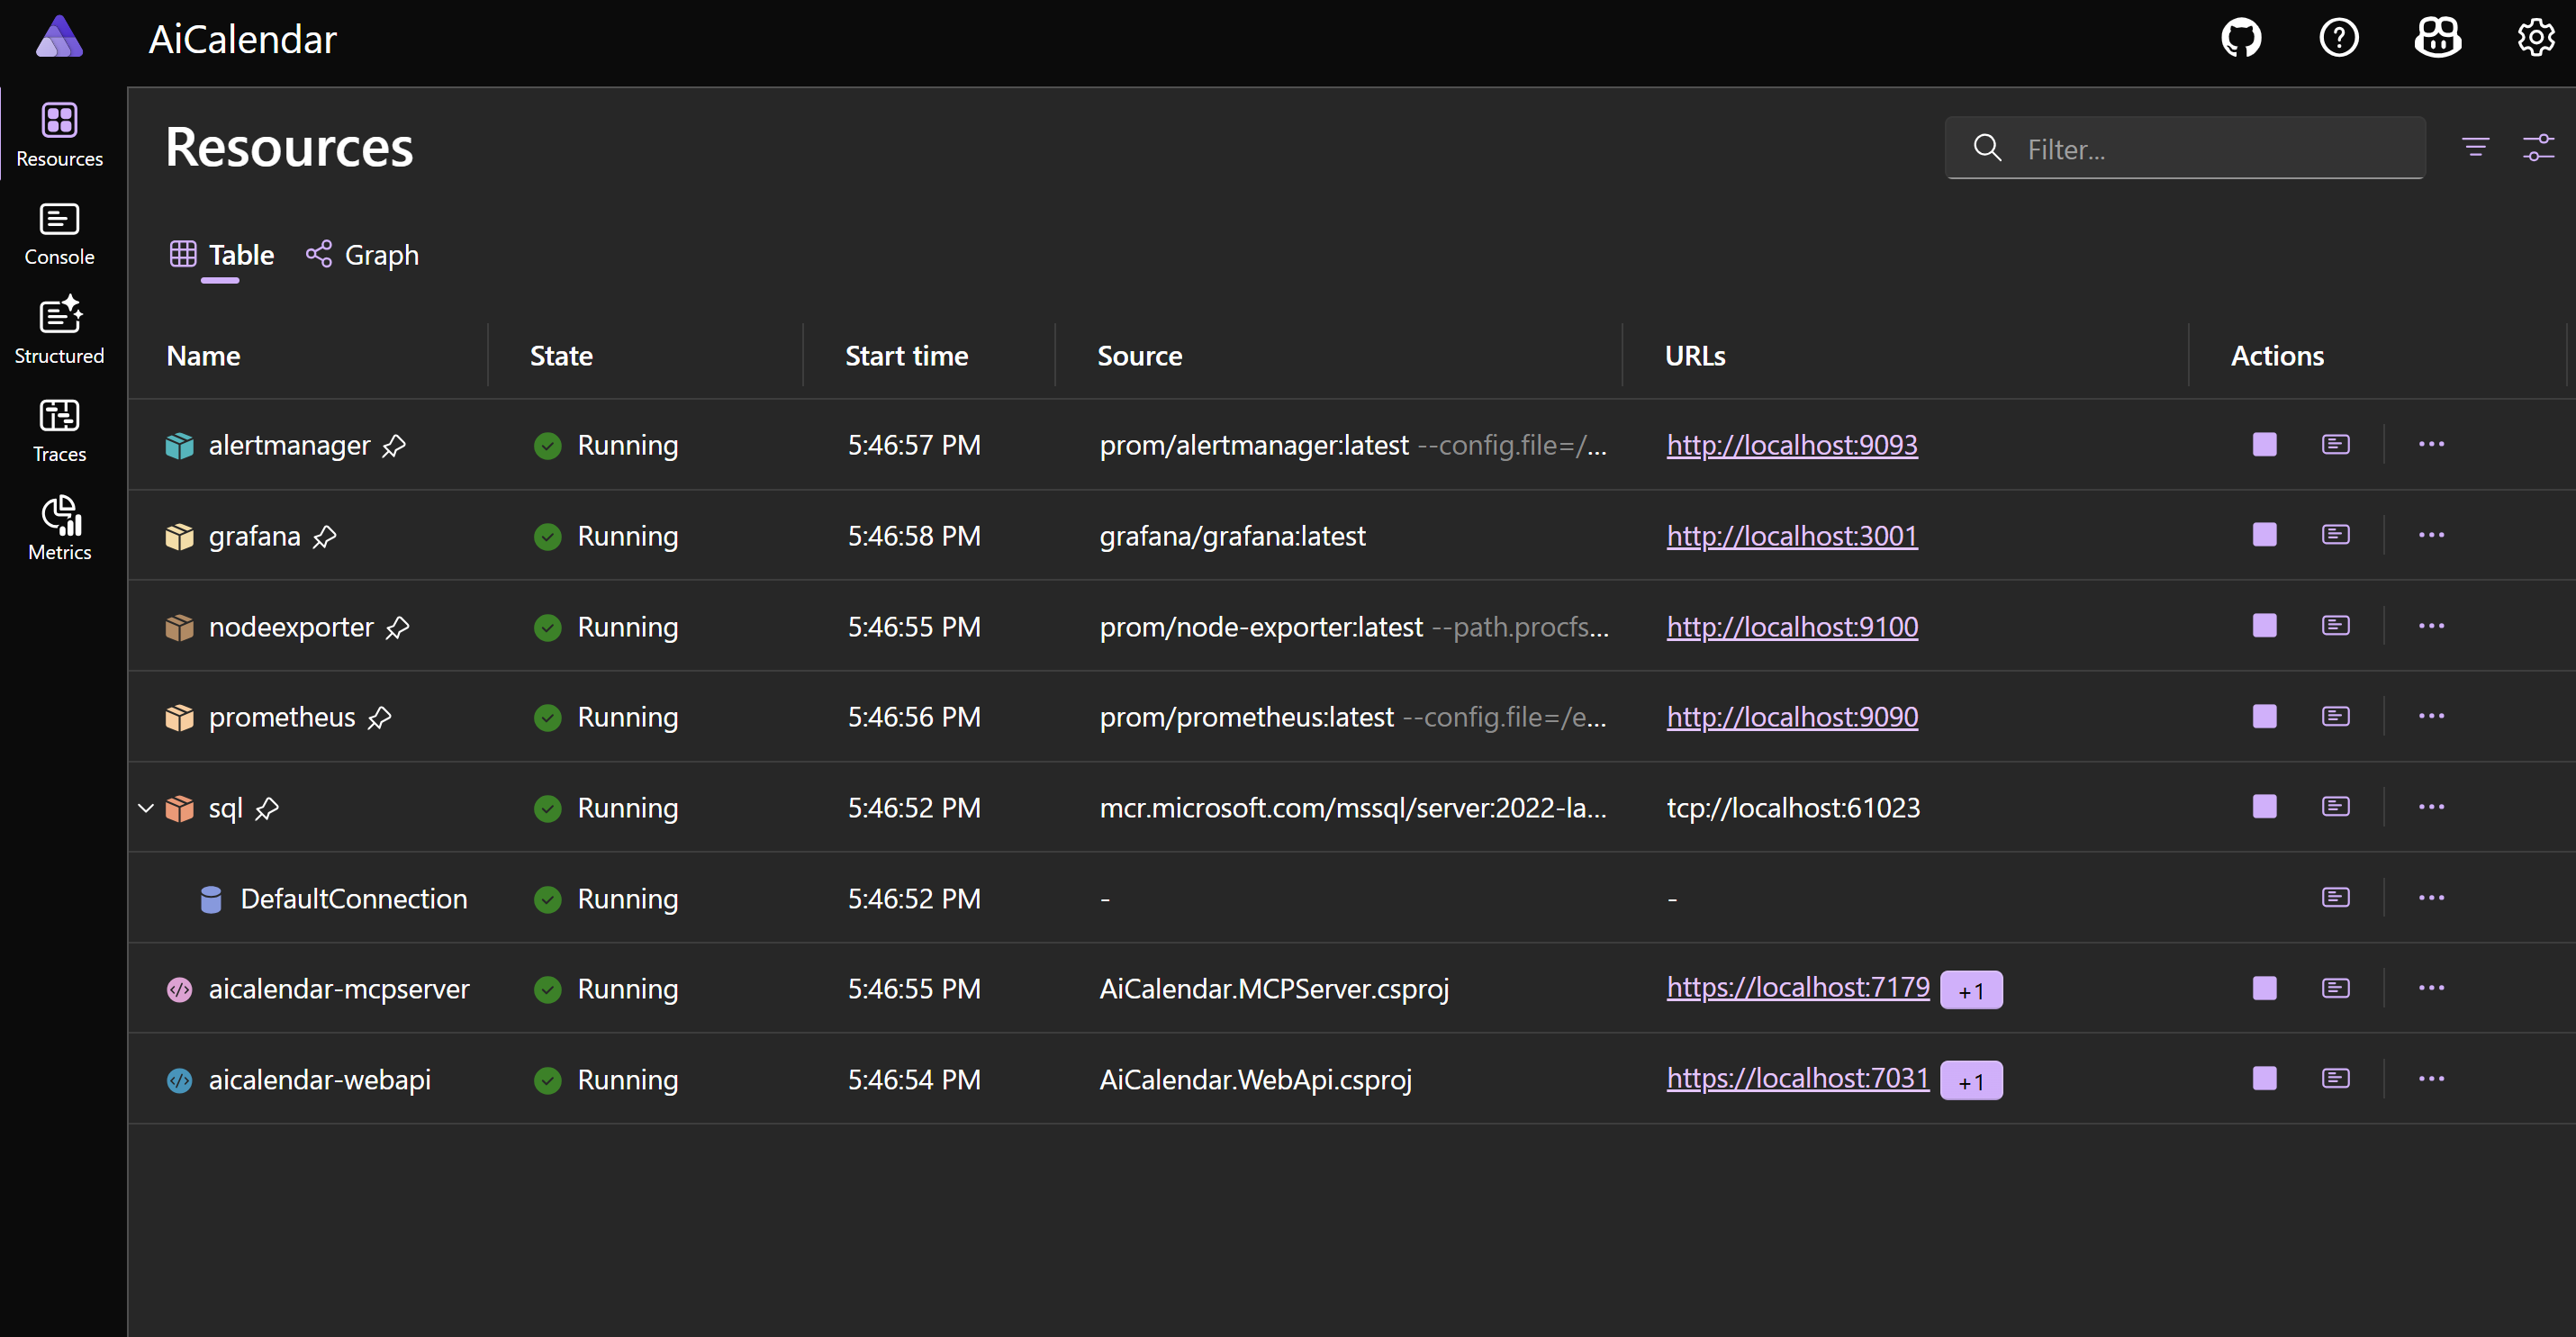 AiCalendar
Resources
Console
Structured
Traces
Metrics
Resources
Filter...
Table Graph
Name State Start time Source URLs Actions
alertmanager Running 5:46:57 PM prom/alertmanager:latest --config.file=/... http://localhost:9093
grafana Running 5:46:58 PM grafana/grafana:latest http://localhost:3001
nodeexporter Running 5:46:55 PM prom/node-exporter:latest --path.procfs... http://localhost:9100
prometheus Running 5:46:56 PM prom/prometheus:latest --config.file=/e... http://localhost:9090
sql Running 5:46:52 PM mcr.microsoft.com/mssql/server:2022-la... tcp://localhost:61023
DefaultConnection Running 5:46:52 PM - -
aicalendar-mcpserver Running 5:46:55 PM AiCalendar.MCPServer.csproj https://localhost:7179 +1
aicalendar-webapi Running 5:46:54 PM AiCalendar.WebApi.csproj https://localhost:7031 +1